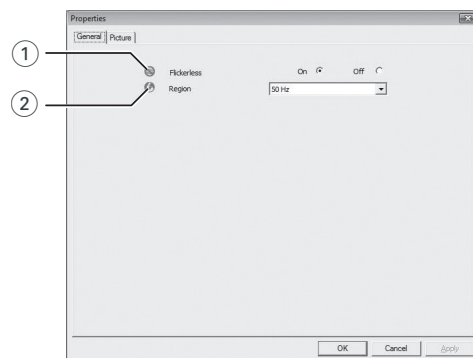 Properties
General Picture
1 Flickerless On Off
2 Region 50 Hz
OK Cancel Apply